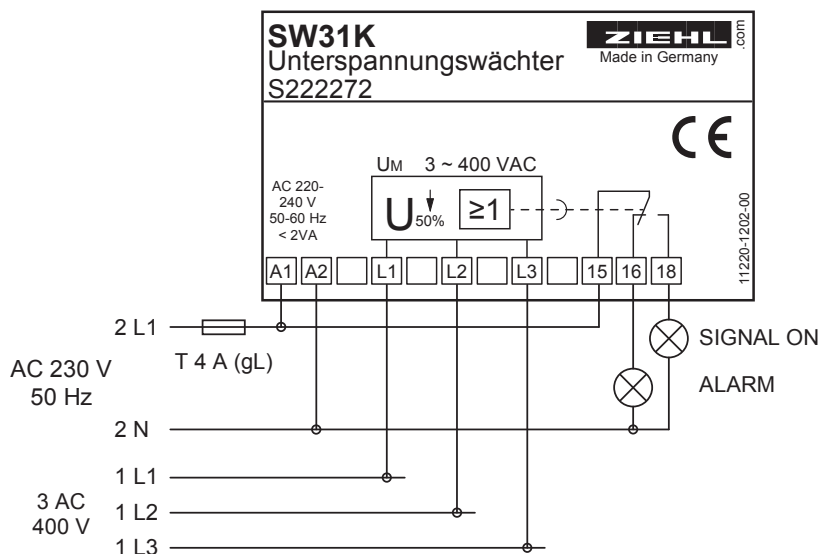 SW31K
Unterspannungswächter
S222272
ZIEHL .com
Made in Germany
CE
UM 3 ~ 400 VAC
AC 220-
240 V
50-60 Hz
< 2VA
U 50% ≥1
11220-1202-00
A1 A2 L1 L2 L3 15 16 18
2 L1
T 4 A (gL)
AC 230 V
50 Hz
SIGNAL ON
ALARM
2 N
1 L1
3 AC
400 V
1 L2
1 L3